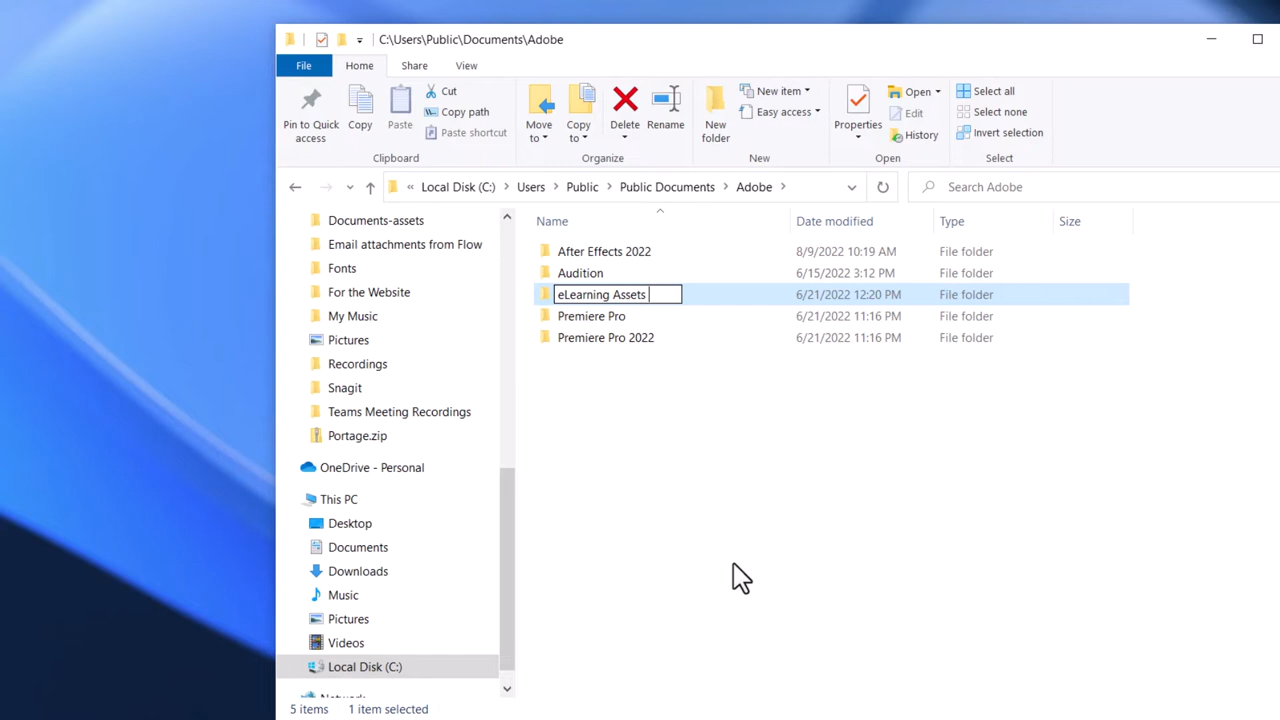 C:\Users\Public\Documents\Adobe
File Home Share View
Pin to Quick access
Copy
Paste
Cut
Copy path
Paste shortcut
Clipboard
Move to
Copy to
Delete
Rename
Organize
New folder
New item
Easy access
New
Properties
Open
Edit
History
Open
Select all
Select none
Invert selection
Select
« Local Disk (C:) > Users > Public > Public Documents > Adobe >
Search Adobe
Documents-assets
Email attachments from Flow
Fonts
For the Website
My Music
Pictures
Recordings
Snagit
Teams Meeting Recordings
Portage.zip
OneDrive - Personal
This PC
Desktop
Documents
Downloads
Music
Pictures
Videos
Local Disk (C:)
Network
Name Date modified Type Size
After Effects 2022 8/9/2022 10:19 AM File folder
Audition 6/15/2022 3:12 PM File folder
eLearning Assets 6/21/2022 12:20 PM File folder
Premiere Pro 6/21/2022 11:16 PM File folder
Premiere Pro 2022 6/21/2022 11:16 PM File folder
5 items 1 item selected